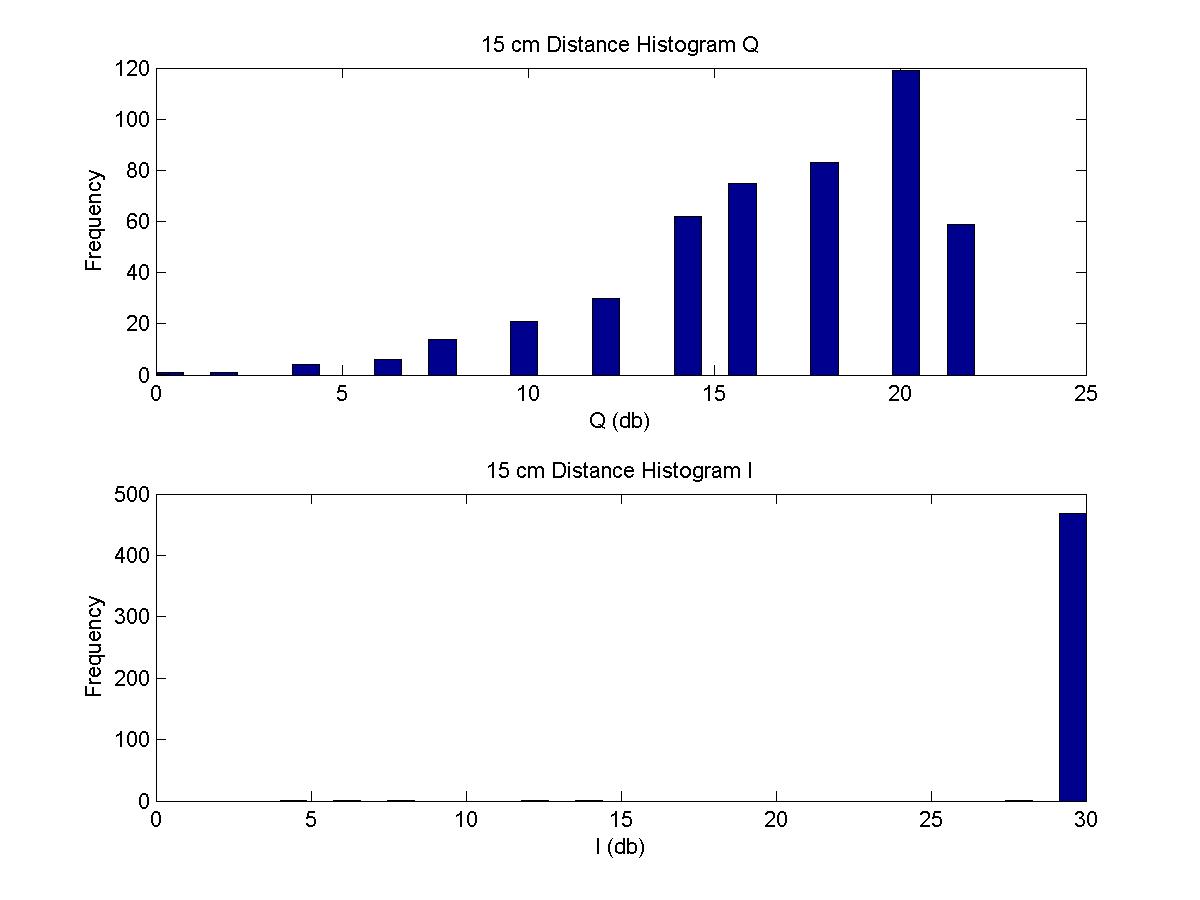 15 cm Distance Histogram Q
120
100
80
60
40
20
0
Frequency
0 5 10 15 20 25
Q (db)
15 cm Distance Histogram I
500
400
300
200
100
0
Frequency
0 5 10 15 20 25 30
I (db)